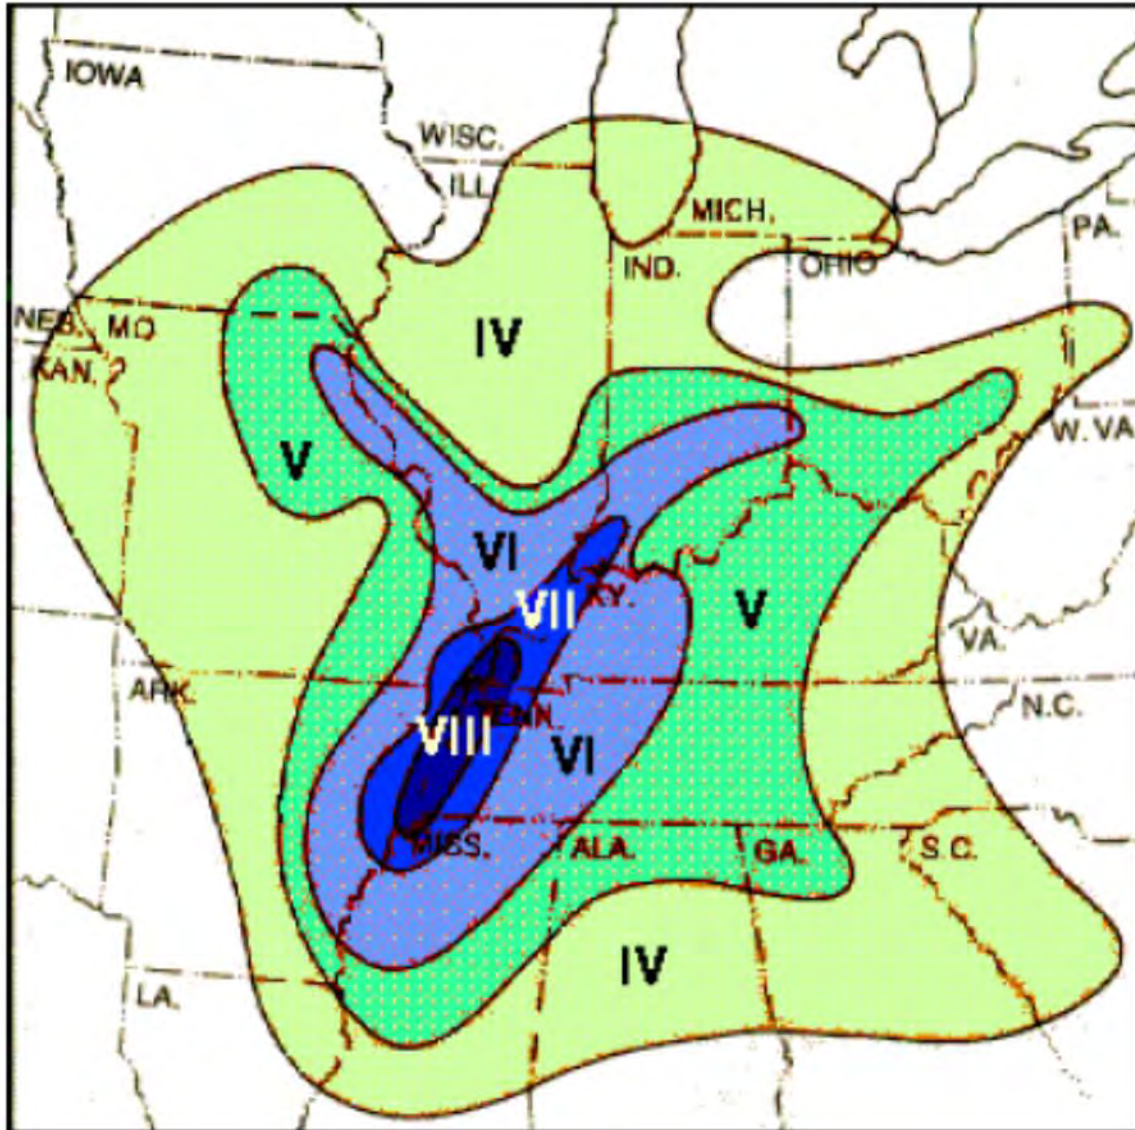 IOWA
WISC.
ILL
MICH.
PA.
IND.
OHIO
NEB.
MO
IV
KAN.
W. VA
V
VI
V
VII
KY.
VA.
ARK.
N.C.
TENN.
VIII
VI
MISS.
ALA.
GA.
S.C.
IV
LA.